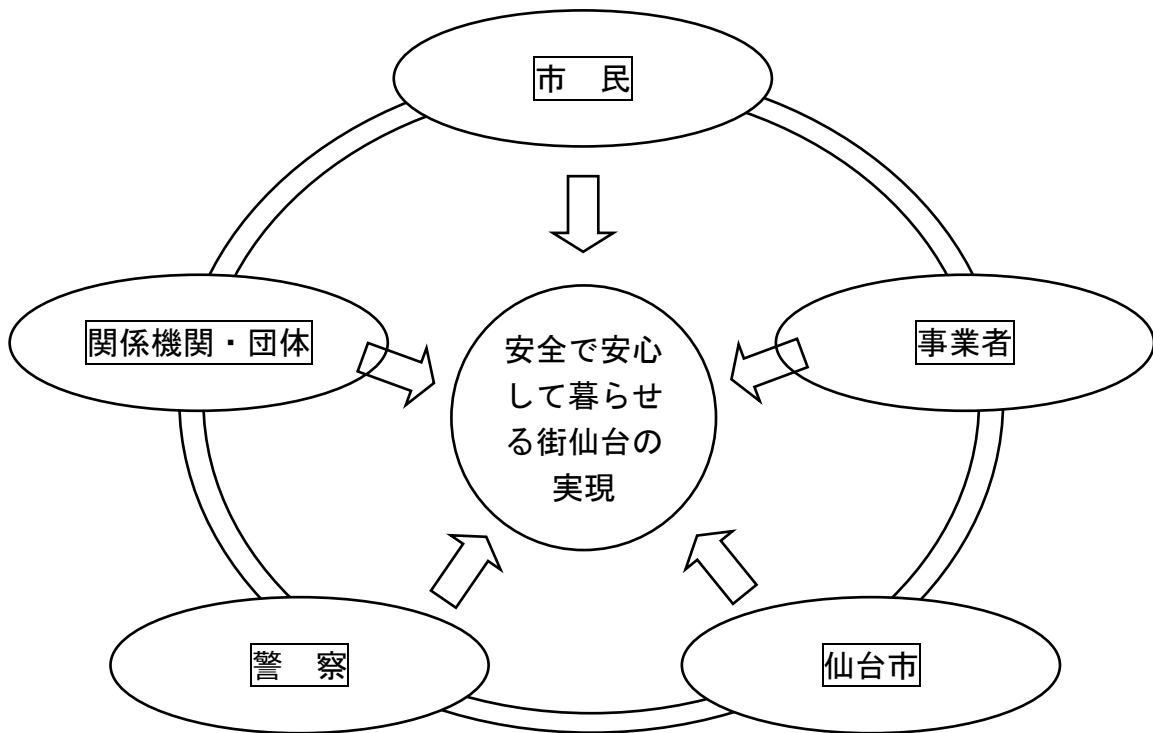 市　民
関係機関・団体
事業者
安全で安心
して暮らせ
る街仙台の
実現
警　察
仙台市